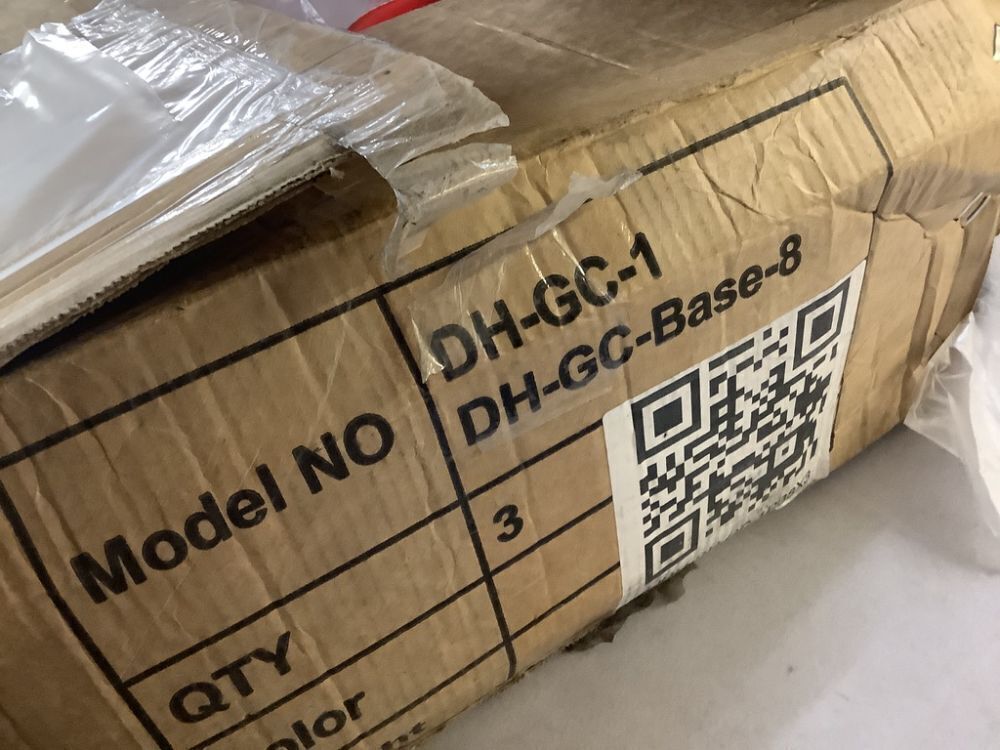 Model NO
DH-GC-1
DH-GC-Base-8
QTY
3
olor